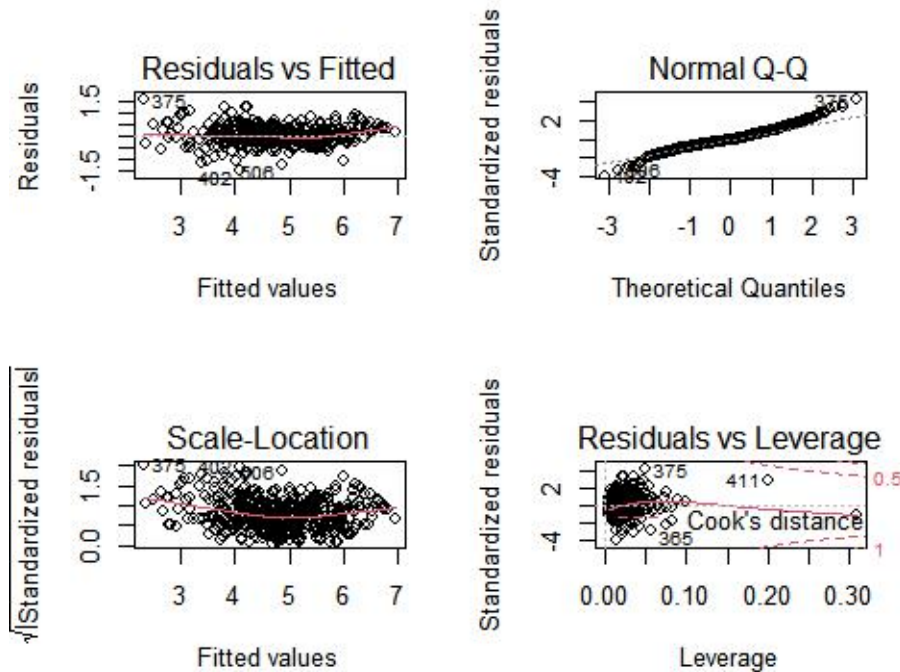 Residuals vs Fitted
Residuals
1.5
-1.5
375
402 506
3 4 5 6 7
Fitted values
Normal Q-Q
Standardized residuals
2
-4
375
-3 -1 0 1 2 3
Theoretical Quantiles
Scale-Location
√|Standardized residuals|
1.5
0.0
375
3 4 5 6 7
Fitted values
Residuals vs Leverage
Standardized residuals
2
-4
375
411
365
Cook's distance
0.5
1
0.00 0.10 0.20 0.30
Leverage